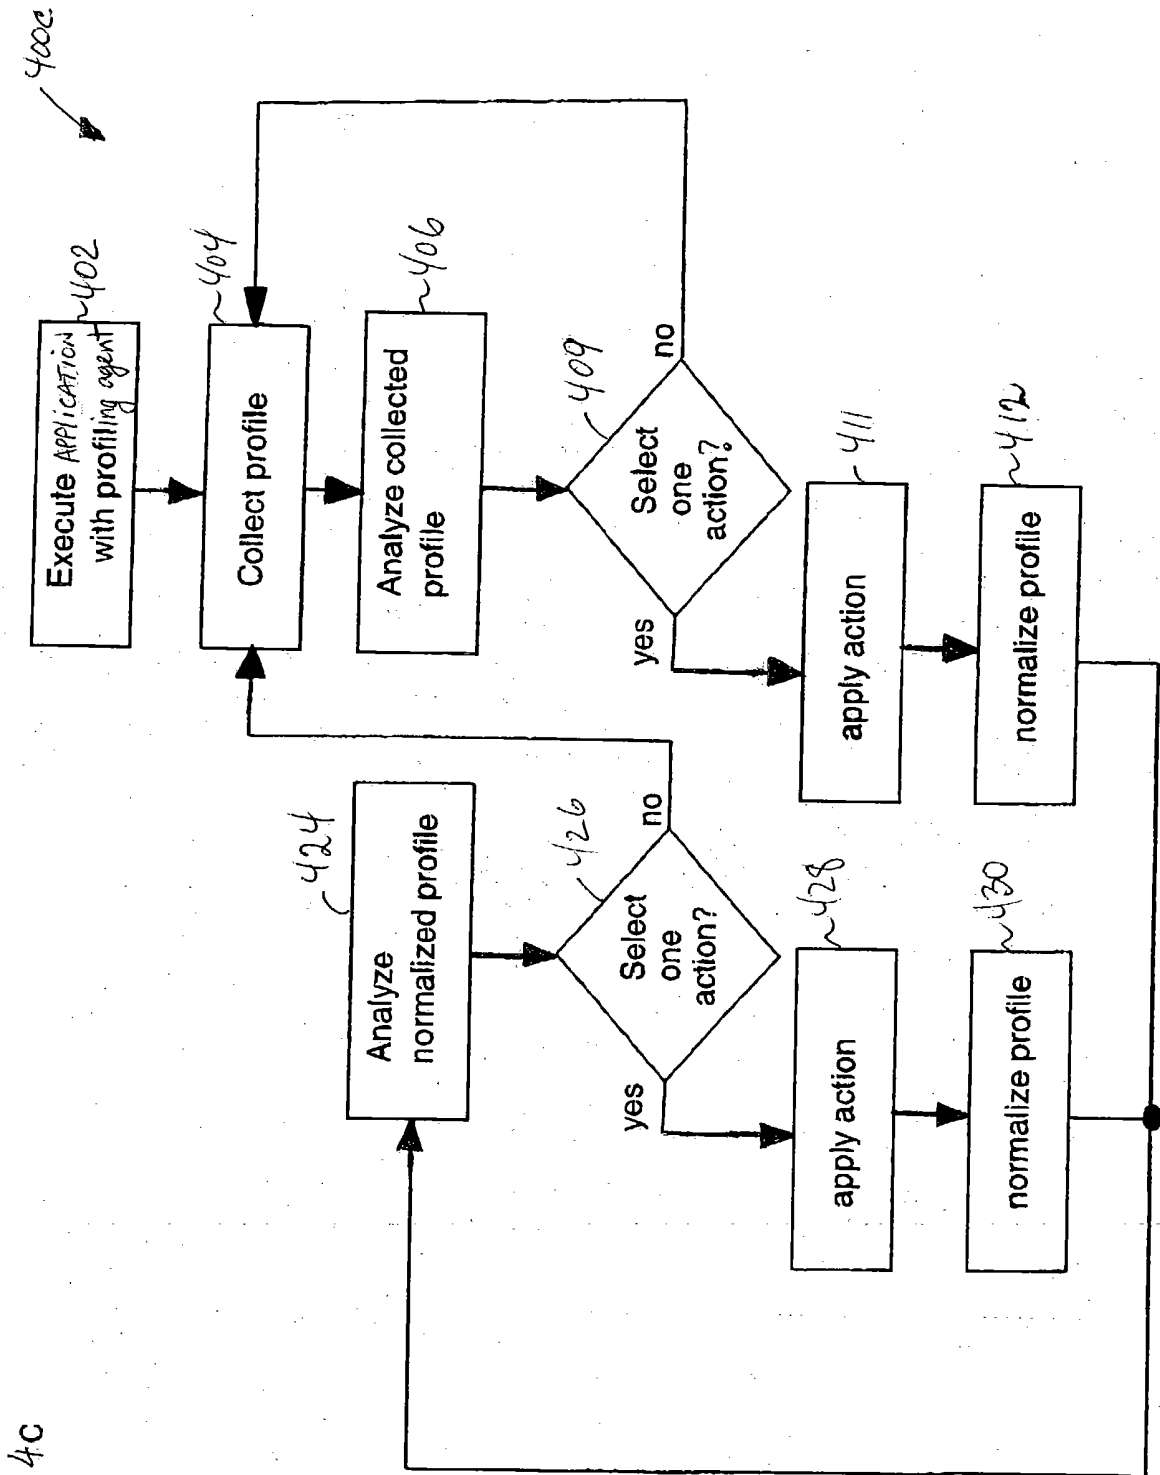 4c
400c
Execute APPLiCATiON
with profiling agent
402
Collect profile
404
Analyze collected
profile
406
Select
one
action?
409
no
yes
apply action
411
normalize profile
412
Analyze
normalized profile
424
Select
one
action?
426
no
yes
apply action
428
normalize profile
430